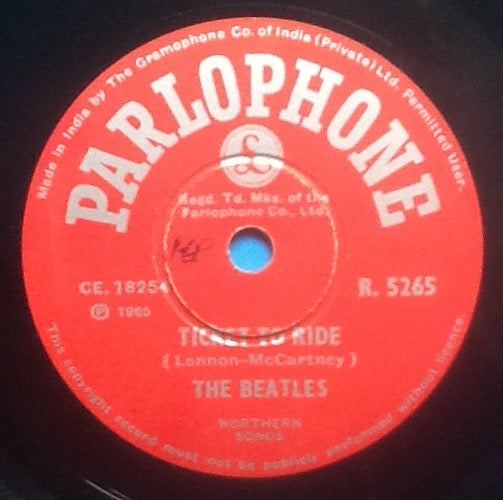 Made in India by The Gramophone Co. of India (Private) Ltd. Permitted User.
PARLOPHONE
£
Regd. Td. Mks. of the
Parlophone Co., Ltd.
CE. 18254
R. 5265
℗ 1965
TICKET TO RIDE
(Lennon-McCartney)
THE BEATLES
NORTHERN
SONGS
This copyright record must not be publicly performed without licence.